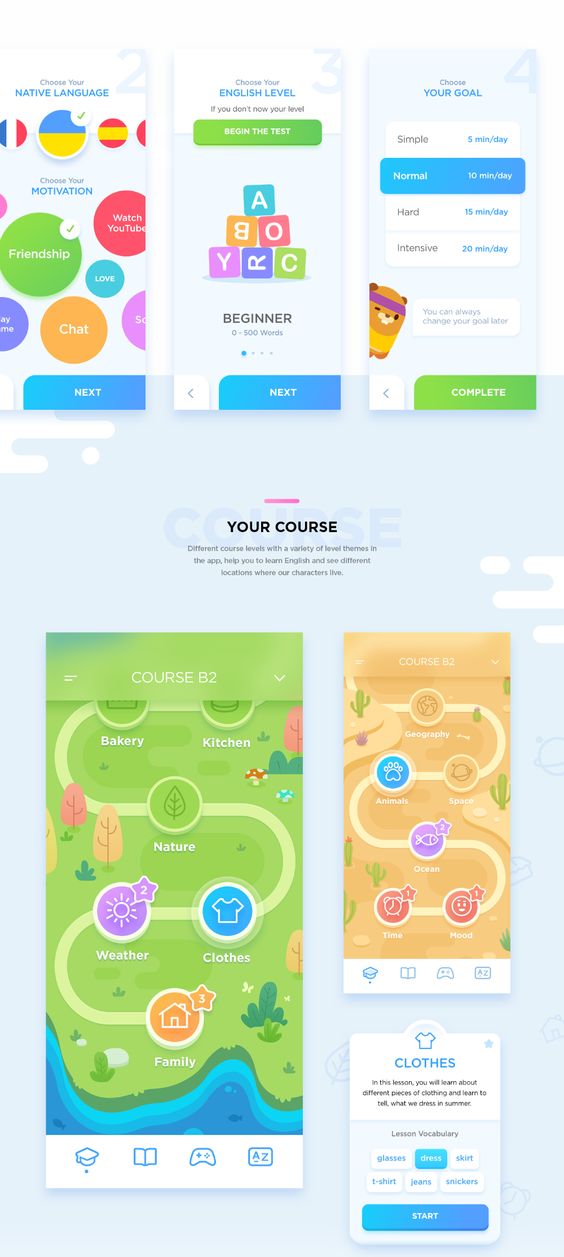 2
Choose Your
NATIVE LANGUAGE
Choose Your
MOTIVATION
Watch
YouTube
Friendship
LOVE
Chat
NEXT
3
Choose Your
ENGLISH LEVEL
If you don't now your level
BEGIN THE TEST
A
B O
Y R C
BEGINNER
0 - 500 Words
NEXT
4
Choose
YOUR GOAL
Simple 5 min/day
Normal 10 min/day
Hard 15 min/day
Intensive 20 min/day
You can always
change your goal later
COMPLETE
COURSE
YOUR COURSE
Different course levels with a variety of level themes in
the app, help you to learn English and see different
locations where our characters live.
COURSE B2
Bakery
Kitchen
Nature
2
Weather
Clothes
3
Family
A Z
COURSE B2
Geography
Animals
Space
2
Ocean
1
Time
1
Mood
A Z
CLOTHES
In this lesson, you will learn about
different pieces of clothing and learn to
tell, what we dress in summer.
Lesson Vocabulary
glasses dress skirt
t-shirt jeans snickers
START